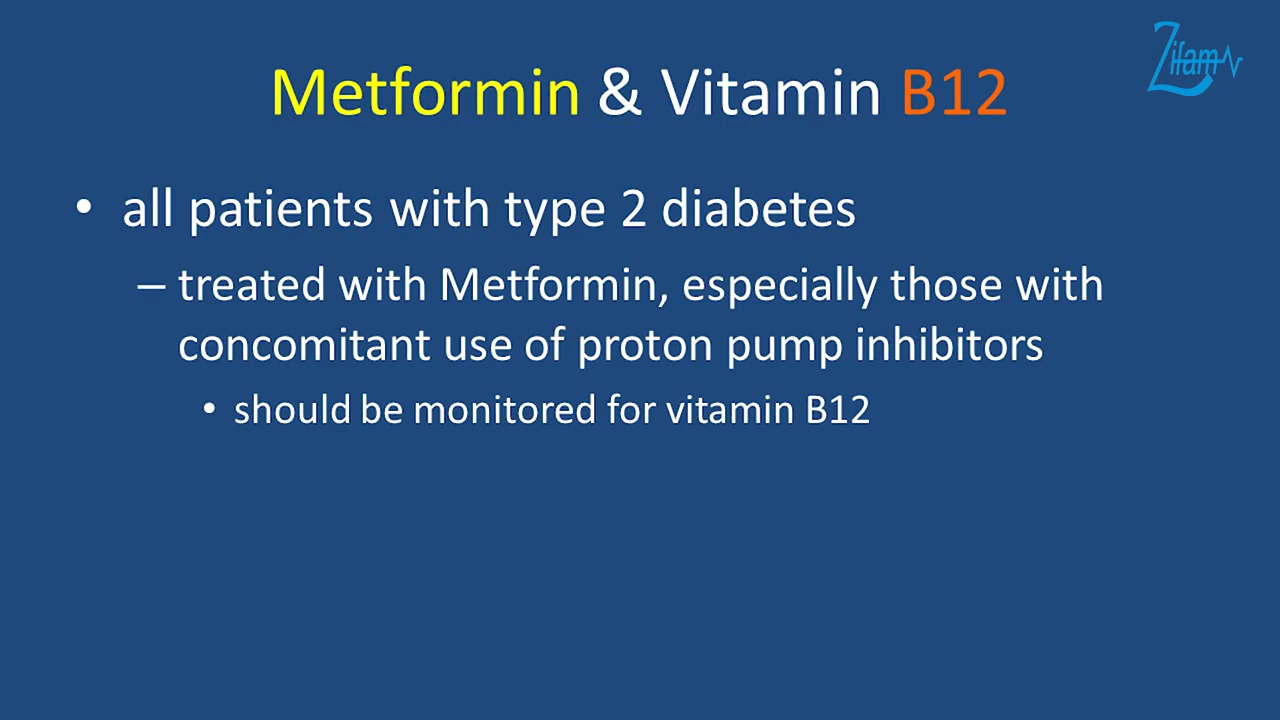 Zifam
Metformin & Vitamin B12
• all patients with type 2 diabetes
– treated with Metformin, especially those with
concomitant use of proton pump inhibitors
• should be monitored for vitamin B12